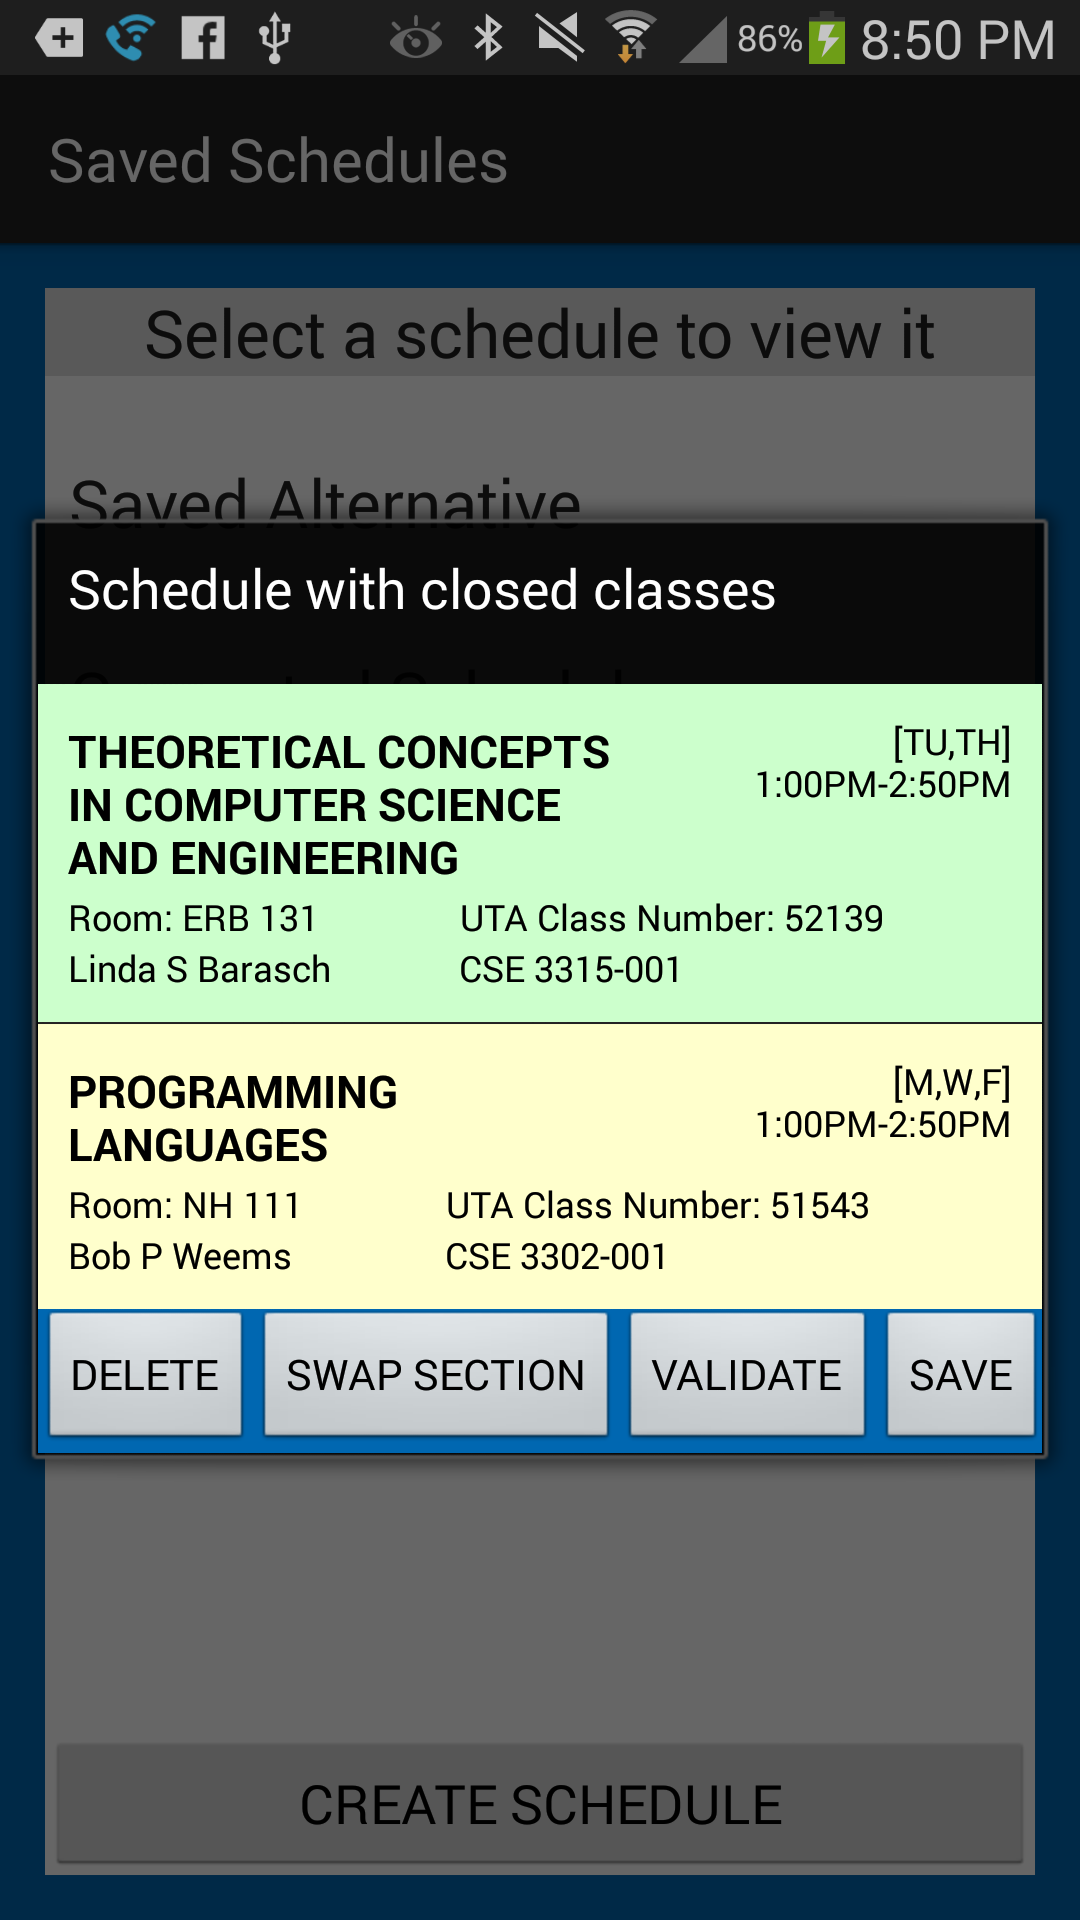 86% 8:50 PM
Saved Schedules
Select a schedule to view it
Saved Alternative
Schedule with closed classes
THEORETICAL CONCEPTS
IN COMPUTER SCIENCE
AND ENGINEERING
[TU,TH]
1:00PM-2:50PM
Room: ERB 131 UTA Class Number: 52139
Linda S Barasch CSE 3315-001
PROGRAMMING
LANGUAGES
[M,W,F]
1:00PM-2:50PM
Room: NH 111 UTA Class Number: 51543
Bob P Weems CSE 3302-001
DELETE SWAP SECTION VALIDATE SAVE
CREATE SCHEDULE